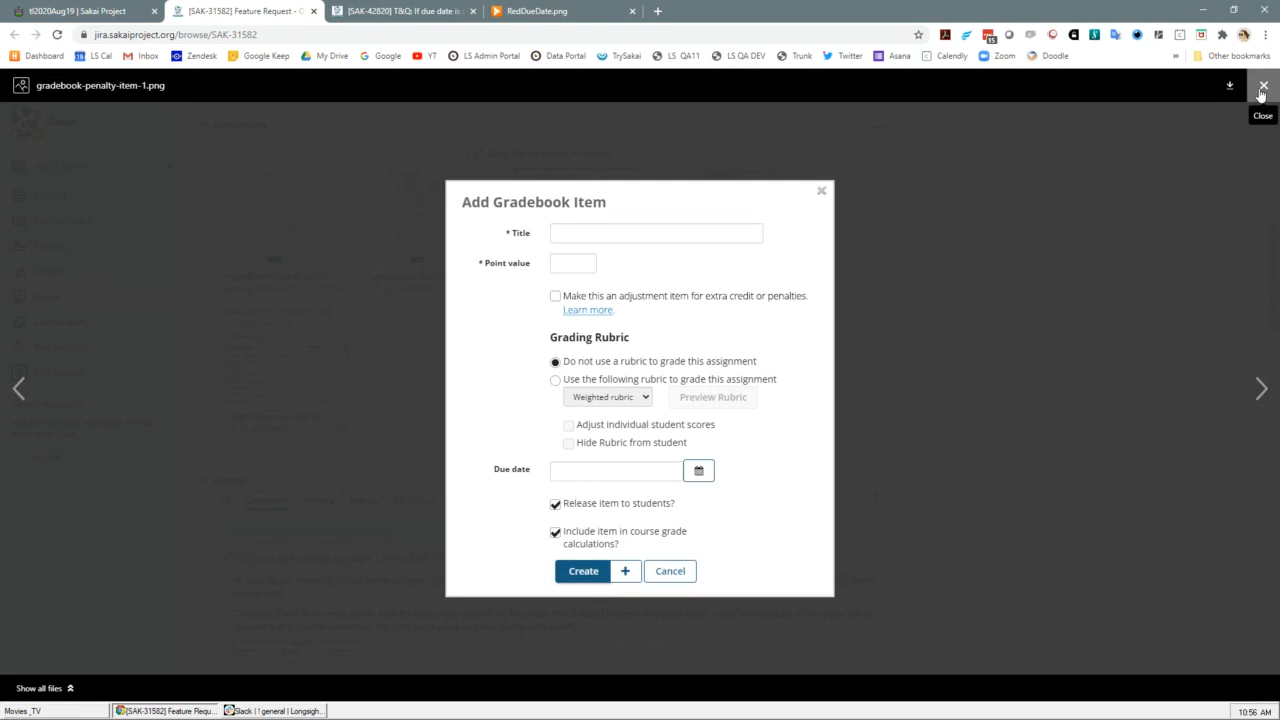 tl2020Aug19 | Sakai Project
[SAK-31582] Feature Request - G
[SAK-42820] T&Q: If due date is
RedDueDate.png
jira.sakaiproject.org/browse/SAK-31582
15
Dashboard
LS Cal
Inbox
Zendesk
Google Keep
My Drive
Google
YT
LS Admin Portal
Data Portal
TrySakai
LS QA11
LS QA DEV
Trunk
Twitter
Asana
Calendly
Zoom
Doodle
»
Other bookmarks
gradebook-penalty-item-1.png
Close
Add Gradebook Item
* Title
* Point value
Make this an adjustment item for extra credit or penalties.
Learn more.
Grading Rubric
Do not use a rubric to grade this assignment
Use the following rubric to grade this assignment
Weighted rubric
Preview Rubric
Adjust individual student scores
Hide Rubric from student
Due date
Release item to students?
Include item in course grade
calculations?
Create
+
Cancel
Show all files
Movies _TV
[SAK-31582] Feature Requ...
Slack | ! general | Longsigh...
10:56 AM